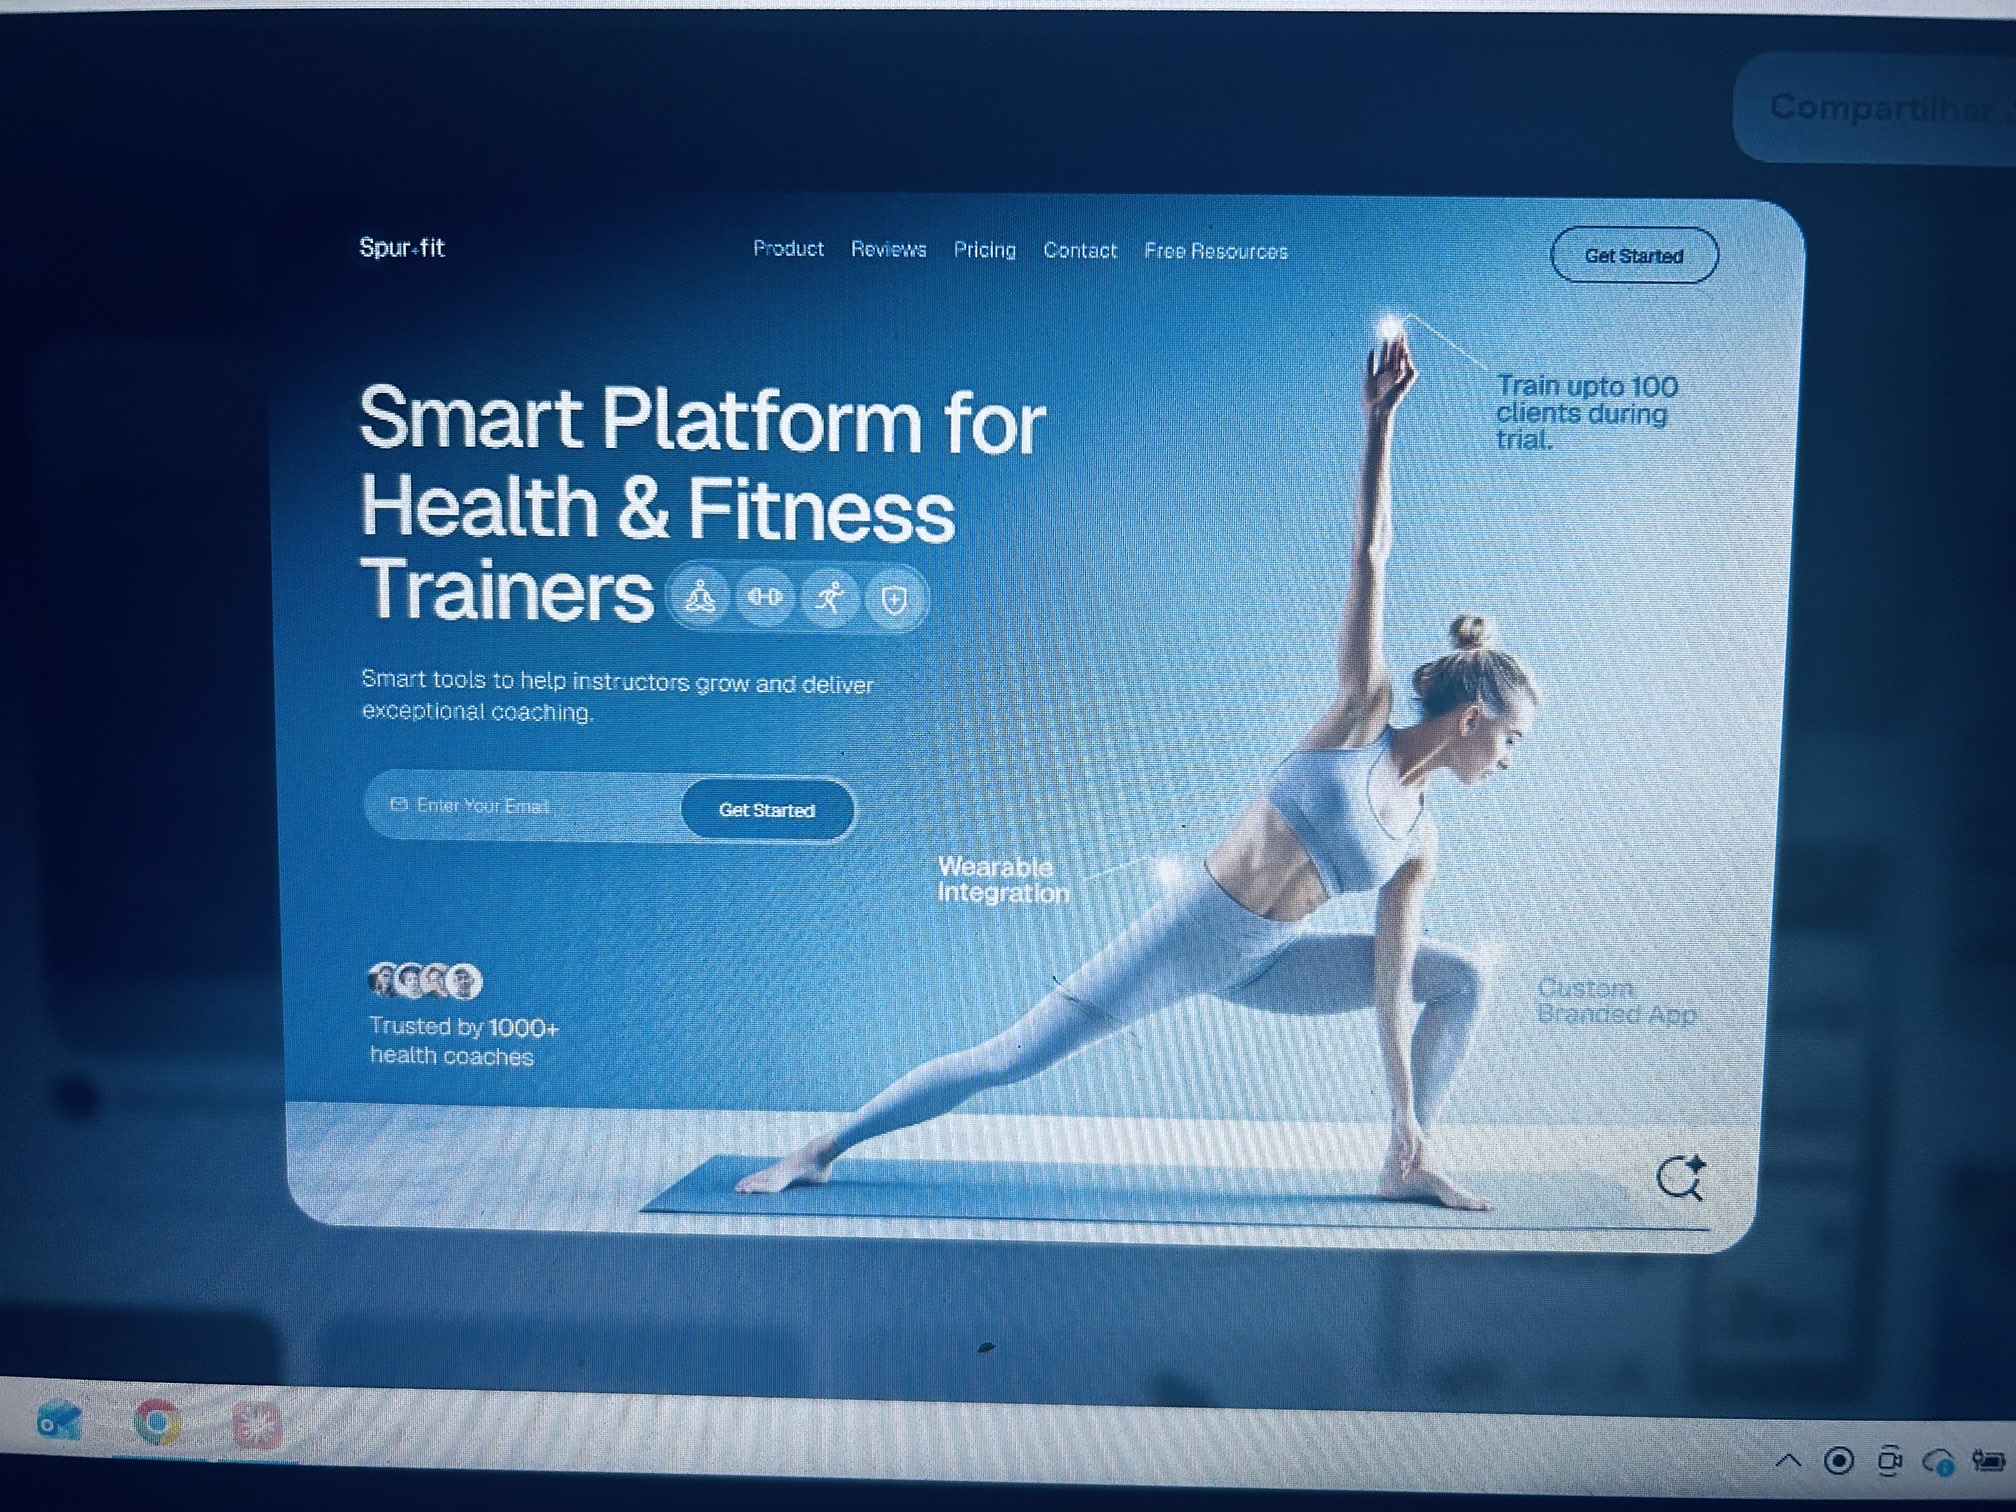 Compartilhar
Spur+fit
Product Reviews Pricing Contact Free Resources
Get Started
Train upto 100
clients during
trial.
Smart Platform for
Health & Fitness
Trainers
Smart tools to help instructors grow and deliver
exceptional coaching.
Enter Your Email
Get Started
Wearable
Integration
Custom
Branded App
Trusted by 1000+
health coaches